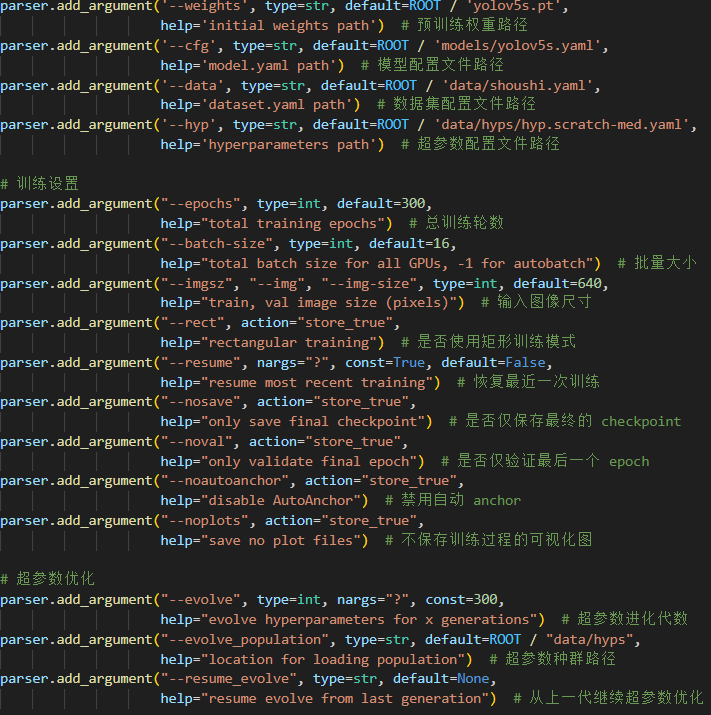 parser.add_argument('--weights', type=str, default=ROOT / 'yolov5s.pt',
help='initial weights path')  # 预训练权重路径
parser.add_argument('--cfg', type=str, default=ROOT / 'models/yolov5s.yaml',
help='model.yaml path')  # 模型配置文件路径
parser.add_argument('--data', type=str, default=ROOT / 'data/shoushi.yaml',
help='dataset.yaml path')  # 数据集配置文件路径
parser.add_argument('--hyp', type=str, default=ROOT / 'data/hyps/hyp.scratch-med.yaml',
help='hyperparameters path')  # 超参数配置文件路径
# 训练设置
parser.add_argument("--epochs", type=int, default=300,
help="total training epochs")  # 总训练轮数
parser.add_argument("--batch-size", type=int, default=16,
help="total batch size for all GPUs, -1 for autobatch")  # 批量大小
parser.add_argument("--imgsz", "--img", "--img-size", type=int, default=640,
help="train, val image size (pixels)")  # 输入图像尺寸
parser.add_argument("--rect", action="store_true",
help="rectangular training")  # 是否使用矩形训练模式
parser.add_argument("--resume", nargs="?", const=True, default=False,
help="resume most recent training")  # 恢复最近一次训练
parser.add_argument("--nosave", action="store_true",
help="only save final checkpoint")  # 是否仅保存最终的 checkpoint
parser.add_argument("--noval", action="store_true",
help="only validate final epoch")  # 是否仅验证最后一个 epoch
parser.add_argument("--noautoanchor", action="store_true",
help="disable AutoAnchor")  # 禁用自动 anchor
parser.add_argument("--noplots", action="store_true",
help="save no plot files")  # 不保存训练过程的可视化图
# 超参数优化
parser.add_argument("--evolve", type=int, nargs="?", const=300,
help="evolve hyperparameters for x generations")  # 超参数进化代数
parser.add_argument("--evolve_population", type=str, default=ROOT / "data/hyps",
help="location for loading population")  # 超参数种群路径
parser.add_argument("--resume_evolve", type=str, default=None,
help="resume evolve from last generation")  # 从上一代继续超参数优化